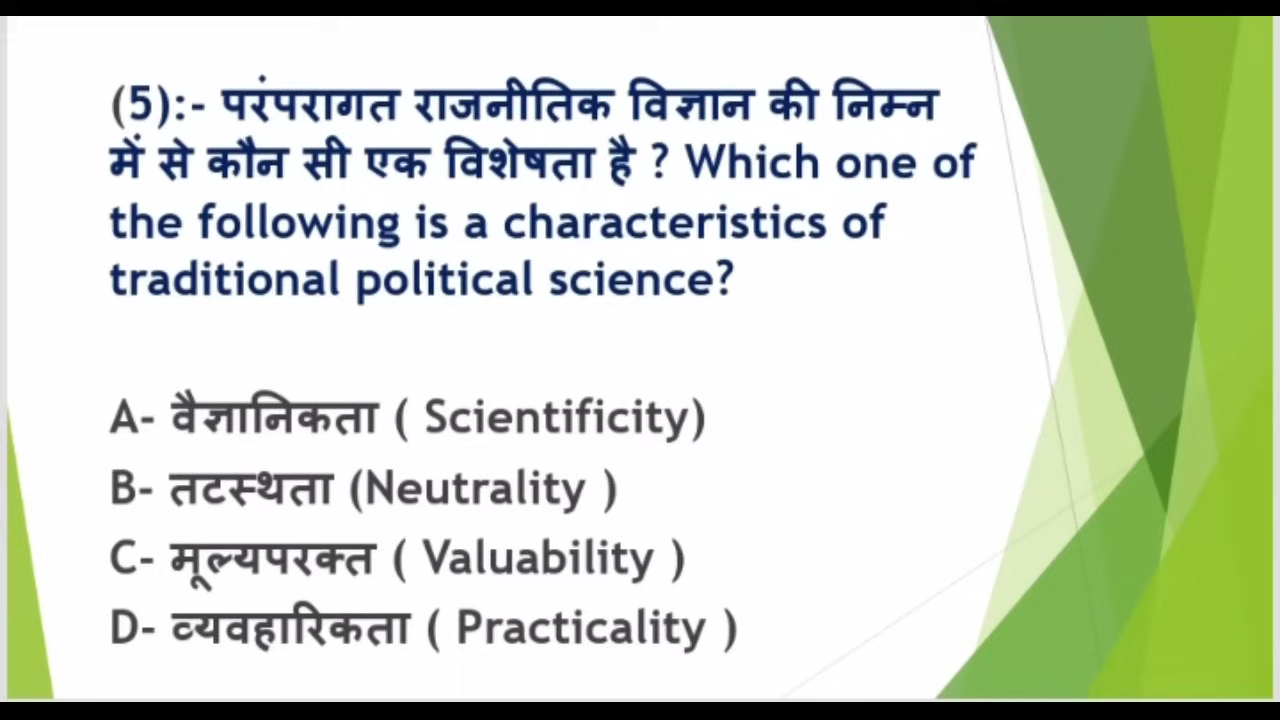 (5):- परंपरागत राजनीतिक विज्ञान की निम्न
में से कौन सी एक विशेषता है ? Which one of
the following is a characteristics of
traditional political science?
A- वैज्ञानिकता ( Scientificity)
B- तटस्थता (Neutrality )
C- मूल्यपरक्त ( Valuability )
D- व्यवहारिकता ( Practicality )